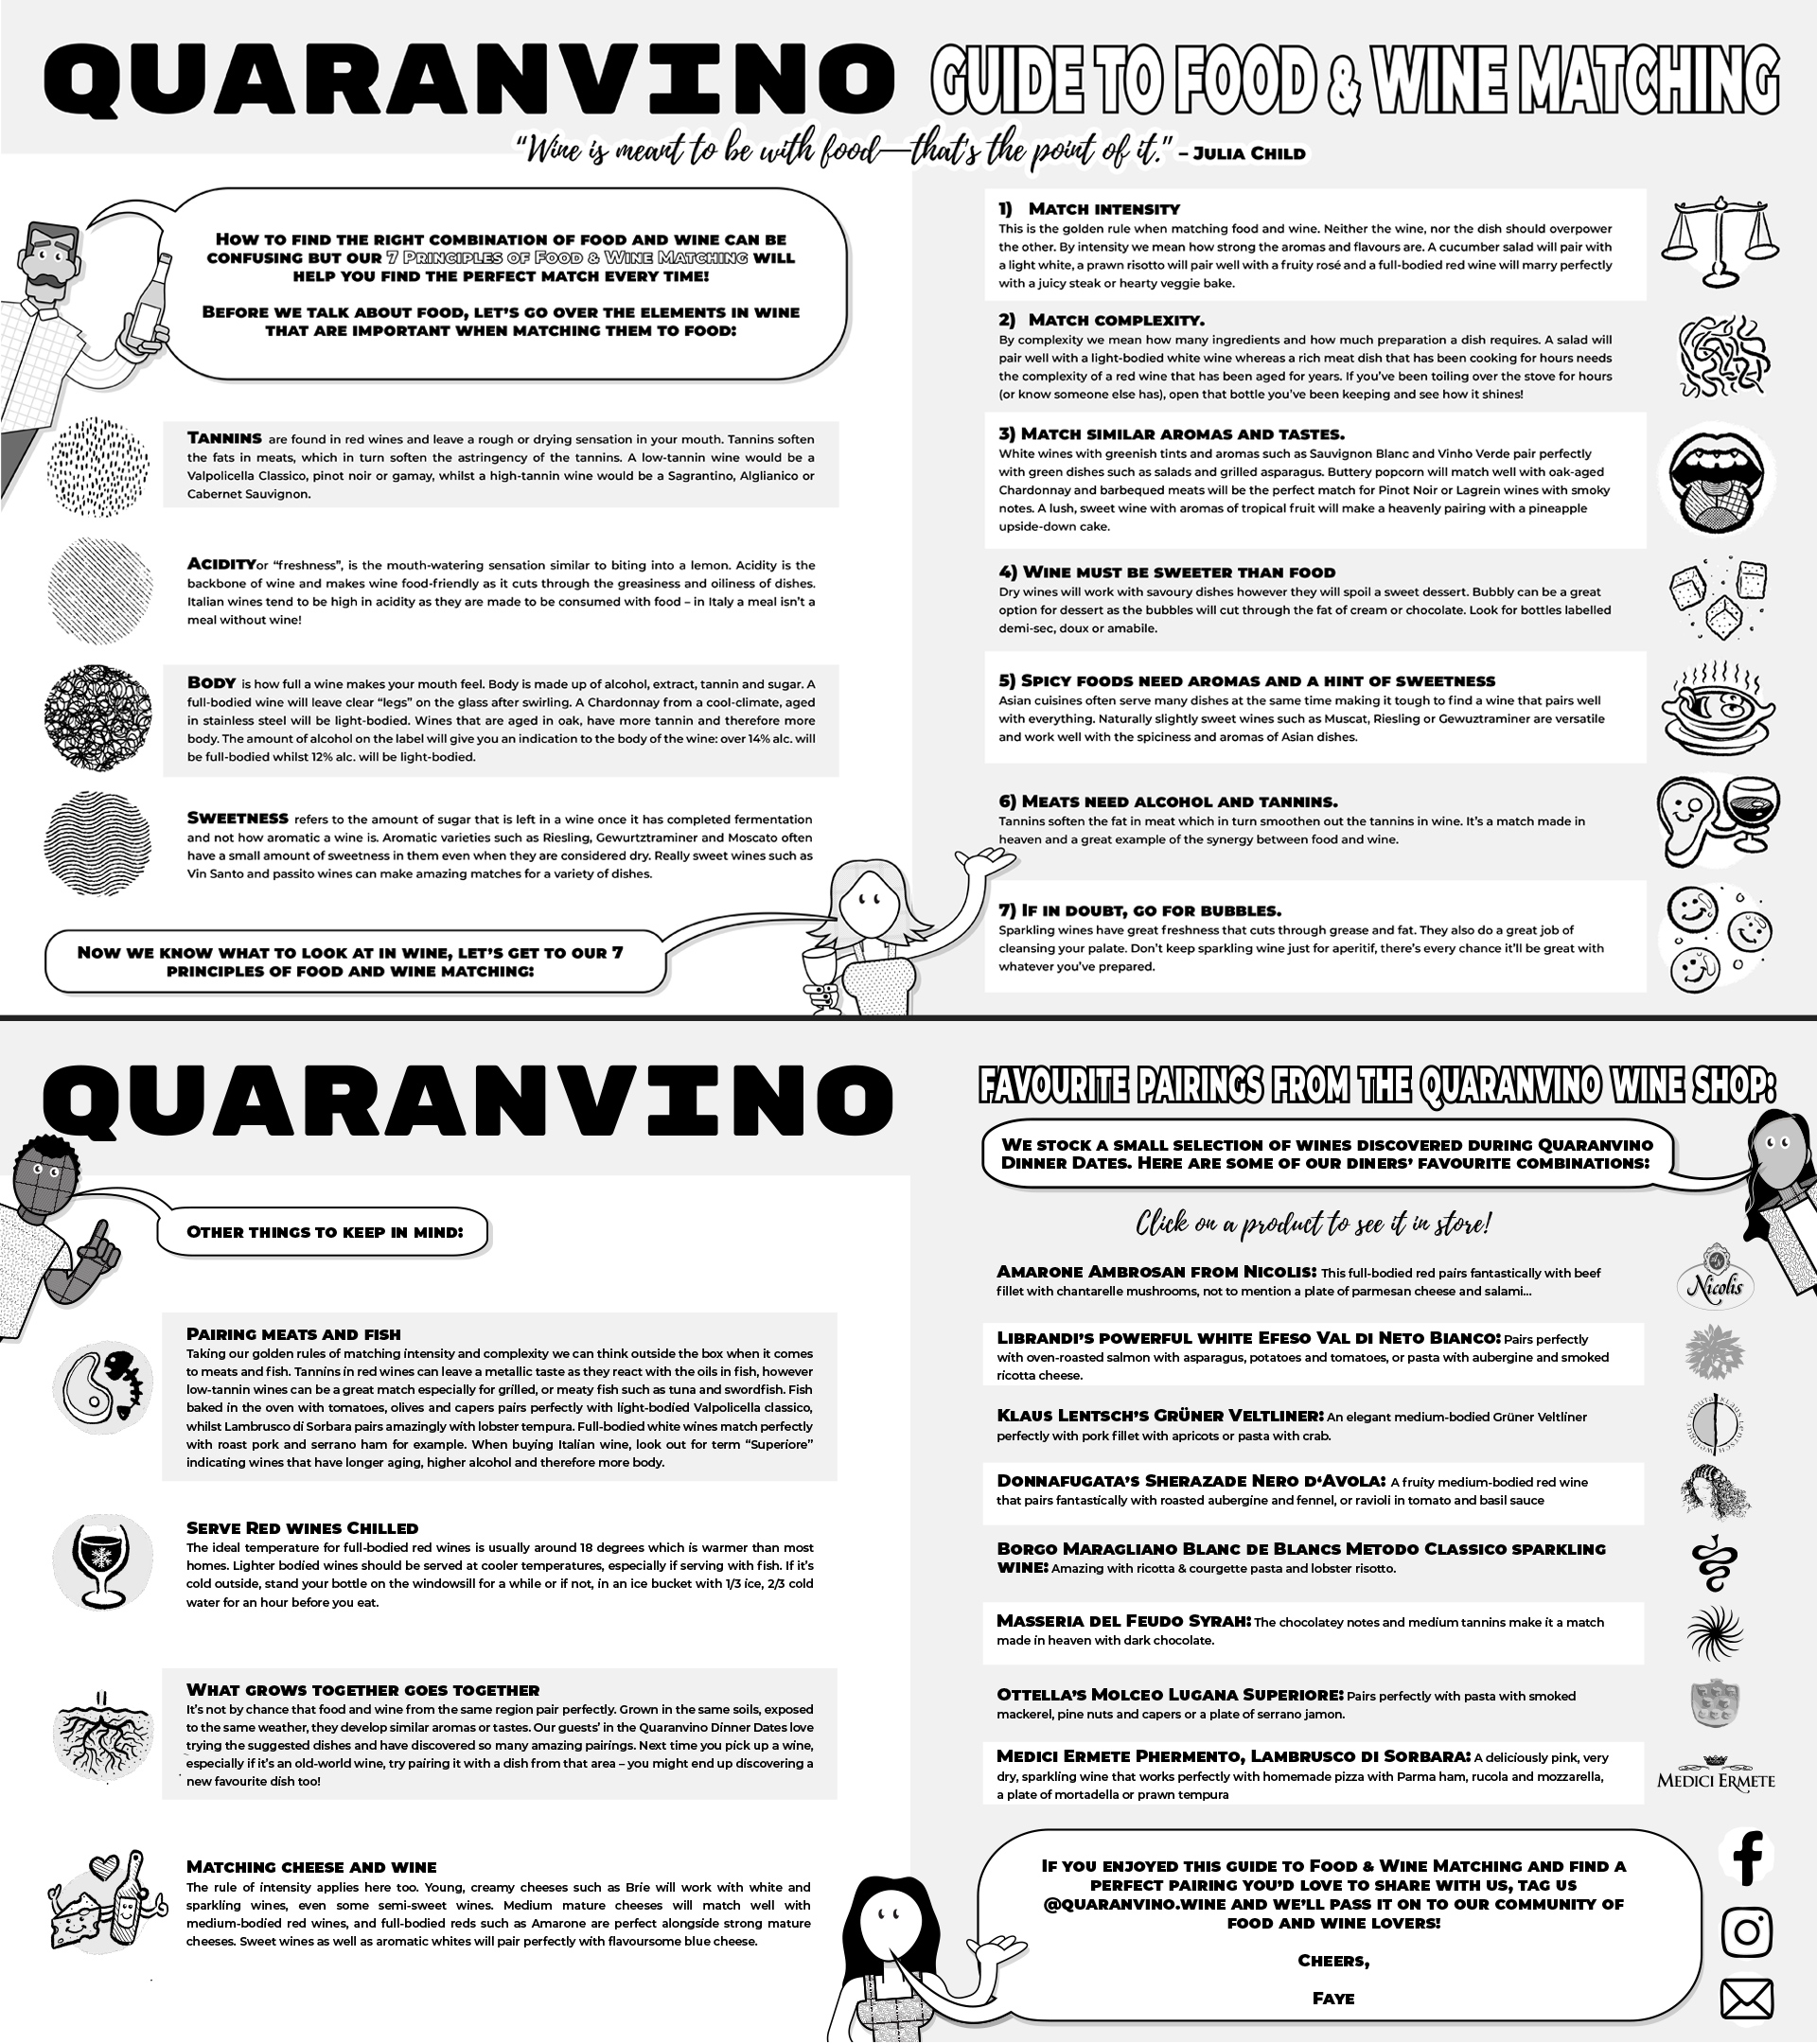 QUARANVINO GUIDE TO FOOD & WINE MATCHING
“Wine is meant to be with food—that's the point of it.” – Julia Child
How to find the right combination of food and wine can be
confusing but our 7 Principles of Food & Wine Matching will
help you find the perfect match every time!
Before we talk about food, let's go over the elements in wine
that are important when matching them to food:
Tannins are found in red wines and leave a rough or drying sensation in your mouth. Tannins soften
the fats in meats, which in turn soften the astringency of the tannins. A low-tannin wine would be a
Valpolicella Classico, pinot noir or gamay, whilst a high-tannin wine would be a Sagrantino, Alglianico or
Cabernet Sauvignon.
Acidityor “freshness”, is the mouth-watering sensation similar to biting into a lemon. Acidity is the
backbone of wine and makes wine food-friendly as it cuts through the greasiness and oiliness of dishes.
Italian wines tend to be high in acidity as they are made to be consumed with food – in Italy a meal isn't a
meal without wine!
Body is how full a wine makes your mouth feel. Body is made up of alcohol, extract, tannin and sugar. A
full-bodied wine will leave clear “legs” on the glass after swirling. A Chardonnay from a cool-climate, aged
in stainless steel will be light-bodied. Wines that are aged in oak, have more tannin and therefore more
body. The amount of alcohol on the label will give you an indication to the body of the wine: over 14% alc. will
be full-bodied whilst 12% alc. will be light-bodied.
Sweetness refers to the amount of sugar that is left in a wine once it has completed fermentation
and not how aromatic a wine is. Aromatic varieties such as Riesling, Gewurtztraminer and Moscato often
have a small amount of sweetness in them even when they are considered dry. Really sweet wines such as
Vin Santo and passito wines can make amazing matches for a variety of dishes.
Now we know what to look at in wine, let's get to our 7
principles of food and wine matching:
1) Match intensity
This is the golden rule when matching food and wine. Neither the wine, nor the dish should overpower
the other. By intensity we mean how strong the aromas and flavours are. A cucumber salad will pair with
a light white, a prawn risotto will pair well with a fruity rosé and a full-bodied red wine will marry perfectly
with a juicy steak or hearty veggie bake.
2) Match complexity.
By complexity we mean how many ingredients and how much preparation a dish requires. A salad will
pair well with a light-bodied white wine whereas a rich meat dish that has been cooking for hours needs
the complexity of a red wine that has been aged for years. If you've been toiling over the stove for hours
(or know someone else has), open that bottle you've been keeping and see how it shines!
3) Match similar aromas and tastes.
White wines with greenish tints and aromas such as Sauvignon Blanc and Vinho Verde pair perfectly
with green dishes such as salads and grilled asparagus. Buttery popcorn will match well with oak-aged
Chardonnay and barbequed meats will be the perfect match for Pinot Noir or Lagrein wines with smoky
notes. A lush, sweet wine with aromas of tropical fruit will make a heavenly pairing with a pineapple
upside-down cake.
4) Wine must be sweeter than food
Dry wines will work with savoury dishes however they will spoil a sweet dessert. Bubbly can be a great
option for dessert as the bubbles will cut through the fat of cream or chocolate. Look for bottles labelled
demi-sec, doux or amabile.
5) Spicy foods need aromas and a hint of sweetness
Asian cuisines often serve many dishes at the same time making it tough to find a wine that pairs well
with everything. Naturally slightly sweet wines such as Muscat, Riesling or Gewuztraminer are versatile
and work well with the spiciness and aromas of Asian dishes.
6) Meats need alcohol and tannins.
Tannins soften the fat in meat which in turn smoothen out the tannins in wine. It's a match made in
heaven and a great example of the synergy between food and wine.
7) If in doubt, go for bubbles.
Sparkling wines have great freshness that cuts through grease and fat. They also do a great job of
cleansing your palate. Don't keep sparkling wine just for aperitif, there's every chance it'll be great with
whatever you've prepared.
QUARANVINO
Other things to keep in mind:
Pairing meats and fish
Taking our golden rules of matching intensity and complexity we can think outside the box when it comes
to meats and fish. Tannins in red wines can leave a metallic taste as they react with the oils in fish, however
low-tannin wines can be a great match especially for grilled, or meaty fish such as tuna and swordfish. Fish
baked in the oven with tomatoes, olives and capers pairs perfectly with light-bodied Valpolicella classico,
whilst Lambrusco di Sorbara pairs amazingly with lobster tempura. Full-bodied white wines match perfectly
with roast pork and serrano ham for example. When buying Italian wine, look out for term “Superiore”
indicating wines that have longer aging, higher alcohol and therefore more body.
Serve Red wines Chilled
The ideal temperature for full-bodied red wines is usually around 18 degrees which is warmer than most
homes. Lighter bodied wines should be served at cooler temperatures, especially if serving with fish. If it's
cold outside, stand your bottle on the windowsill for a while or if not, in an ice bucket with 1/3 ice, 2/3 cold
water for an hour before you eat.
What grows together goes together
It's not by chance that food and wine from the same region pair perfectly. Grown in the same soils, exposed
to the same weather, they develop similar aromas or tastes. Our guests' in the Quaranvino Dinner Dates love
trying the suggested dishes and have discovered so many amazing pairings. Next time you pick up a wine,
especially if it's an old-world wine, try pairing it with a dish from that area – you might end up discovering a
new favourite dish too!
Matching cheese and wine
The rule of intensity applies here too. Young, creamy cheeses such as Brie will work with white and
sparkling wines, even some semi-sweet wines. Medium mature cheeses will match well with
medium-bodied red wines, and full-bodied reds such as Amarone are perfect alongside strong mature
cheeses. Sweet wines as well as aromatic whites will pair perfectly with flavoursome blue cheese.
FAVOURITE PAIRINGS FROM THE QUARANVINO WINE SHOP:
We stock a small selection of wines discovered during Quaranvino
Dinner Dates. Here are some of our diners' favourite combinations:
Click on a product to see it in store!
Amarone Ambrosan from Nicolis: This full-bodied red pairs fantastically with beef
fillet with chantarelle mushrooms, not to mention a plate of parmesan cheese and salami...
Nicolis
Librandi's powerful white Efeso Val di Neto Bianco: Pairs perfectly
with oven-roasted salmon with asparagus, potatoes and tomatoes, or pasta with aubergine and smoked
ricotta cheese.
Klaus Lentsch's Grüner Veltliner: An elegant medium-bodied Grüner Veltliner
perfectly with pork fillet with apricots or pasta with crab.
Donnafugata's Sherazade Nero d‘Avola: A fruity medium-bodied red wine
that pairs fantastically with roasted aubergine and fennel, or ravioli in tomato and basil sauce
Borgo Maragliano Blanc de Blancs Metodo Classico sparkling
wine: Amazing with ricotta & courgette pasta and lobster risotto.
Masseria del Feudo Syrah: The chocolatey notes and medium tannins make it a match
made in heaven with dark chocolate.
Ottella's Molceo Lugana Superiore: Pairs perfectly with pasta with smoked
mackerel, pine nuts and capers or a plate of serrano jamon.
Medici Ermete Phermento, Lambrusco di Sorbara: A deliciously pink, very
dry, sparkling wine that works perfectly with homemade pizza with Parma ham, rucola and mozzarella,
a plate of mortadella or prawn tempura
Medici Ermete
If you enjoyed this guide to Food & Wine Matching and find a
perfect pairing you'd love to share with us, tag us
@quaranvino.wine and we'll pass it on to our community of
food and wine lovers!
Cheers,
Faye